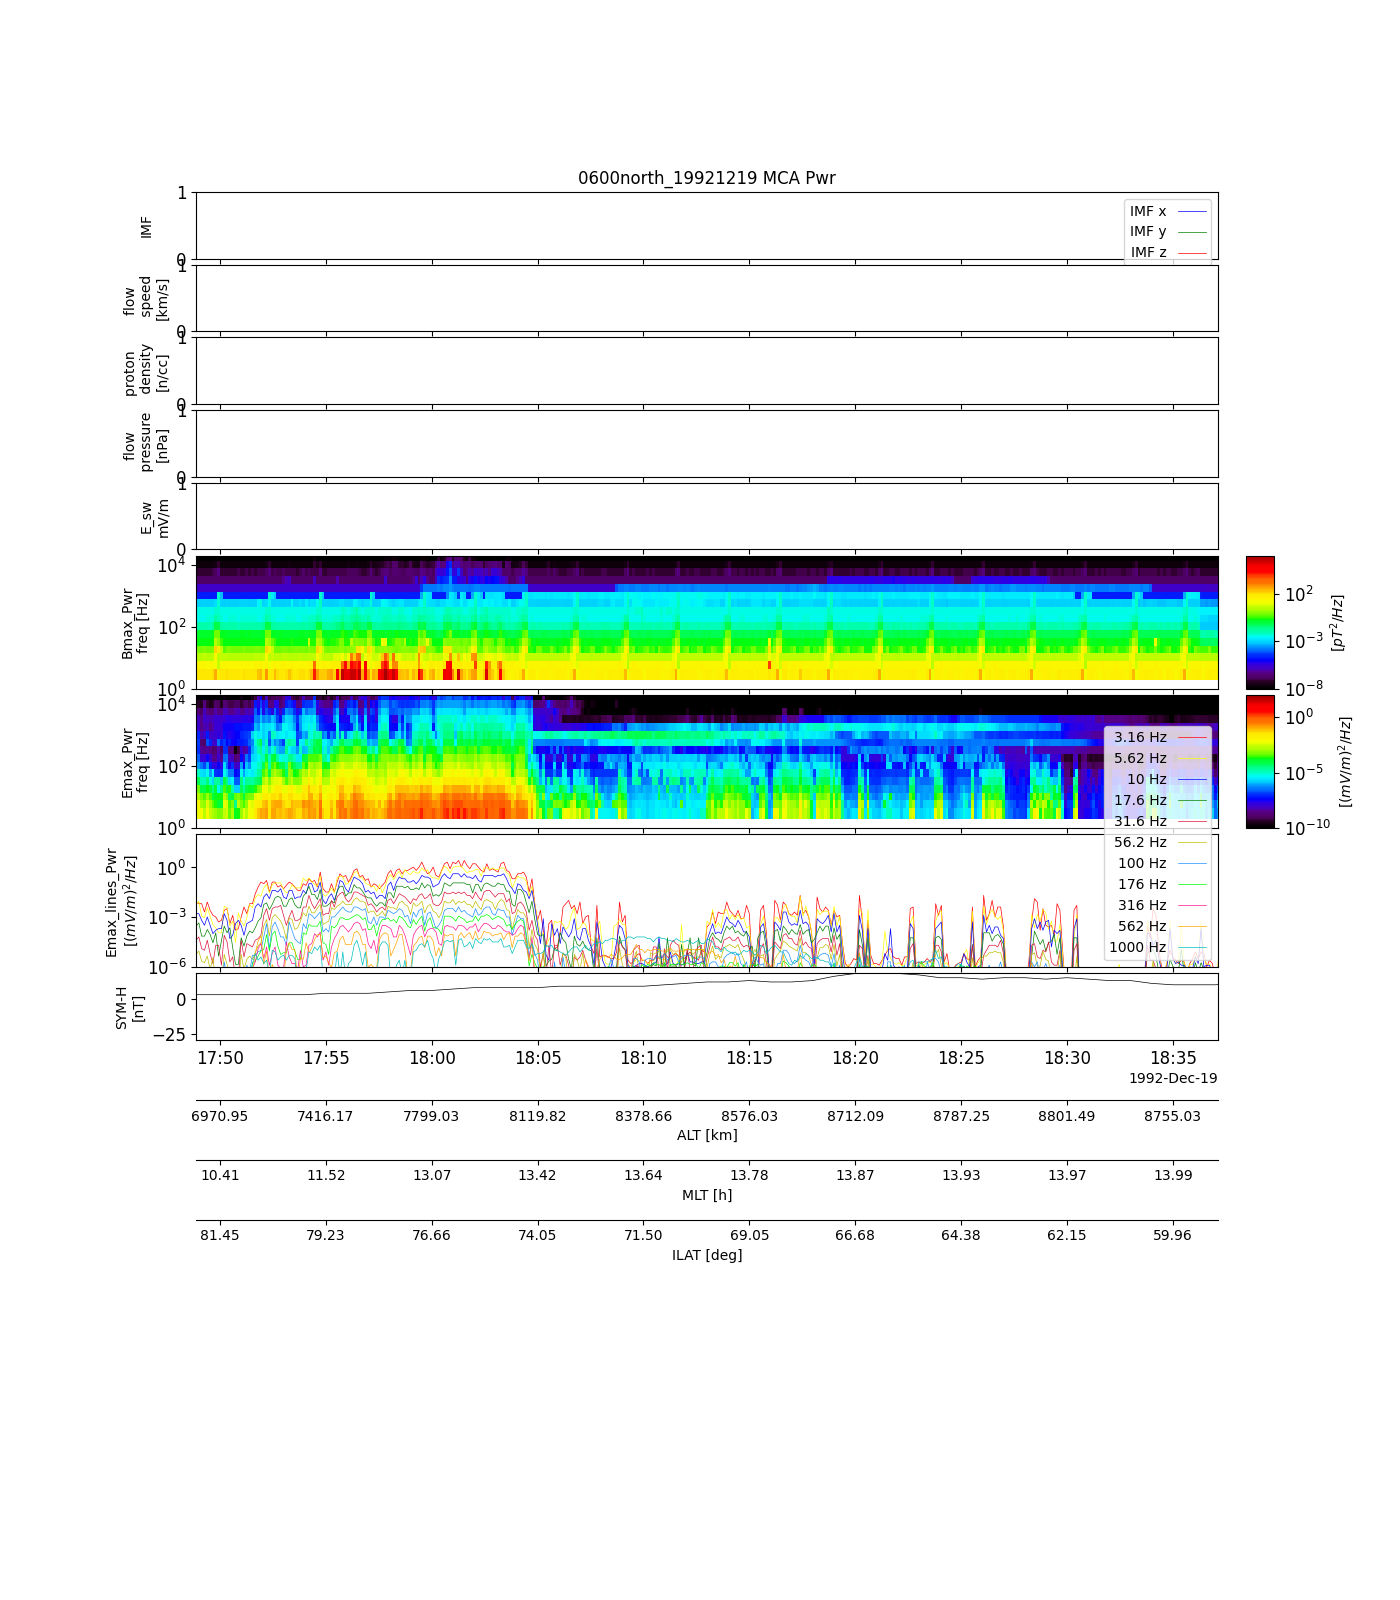 0600north_19921219 MCA Pwr
1
0
IMF
IMF x
IMF y
IMF z
1
0
flow
speed
[km/s]
1
0
proton
density
[n/cc]
1
0
flow
pressure
[nPa]
1
0
E_sw
mV/m
10^4
10^2
10^0
Bmax_Pwr
freq [Hz]
10^2
10^-3
10^-8
[pT^2/Hz]
10^4
10^2
10^0
Emax_Pwr
freq [Hz]
10^0
10^-5
10^-10
[(mV/m)^2/Hz]
3.16 Hz
5.62 Hz
10 Hz
17.6 Hz
31.6 Hz
56.2 Hz
100 Hz
176 Hz
316 Hz
562 Hz
1000 Hz
10^0
10^-3
10^-6
Emax_lines_Pwr
[(mV/m)^2/Hz]
0
−25
SYM-H
[nT]
17:50 17:55 18:00 18:05 18:10 18:15 18:20 18:25 18:30 18:35
1992-Dec-19
6970.95 7416.17 7799.03 8119.82 8378.66 8576.03 8712.09 8787.25 8801.49 8755.03
ALT [km]
10.41 11.52 13.07 13.42 13.64 13.78 13.87 13.93 13.97 13.99
MLT [h]
81.45 79.23 76.66 74.05 71.50 69.05 66.68 64.38 62.15 59.96
ILAT [deg]